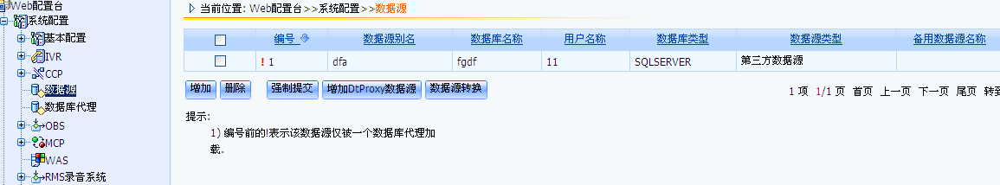 Web配置台
系统配置
基本配置
IVR
CCP
数据源
数据库代理
OBS
MCP
WAS
RMS录音系统
当前位置: Web配置台>>系统配置>>数据源
编号 数据源别名 数据库名称 用户名称 数据库类型 数据源类型 备用数据源名称
! 1 dfa fgdf 11 SQLSERVER 第三方数据源
增加 删除 强制提交 增加DtProxy数据源 数据源转换 1 项 1/1 页 首页 上一页 下一页 尾页 转到
提示:
1) 编号前的!表示该数据源仅被一个数据库代理加
载.